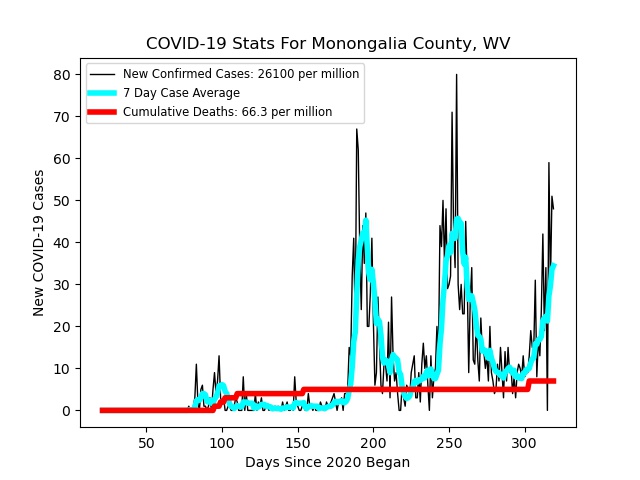 COVID-19 Stats For Monongalia County, WV
New Confirmed Cases: 26100 per million
7 Day Case Average
Cumulative Deaths: 66.3 per million
New COVID-19 Cases
80
70
60
50
40
30
20
10
0
50 100 150 200 250 300
Days Since 2020 Began